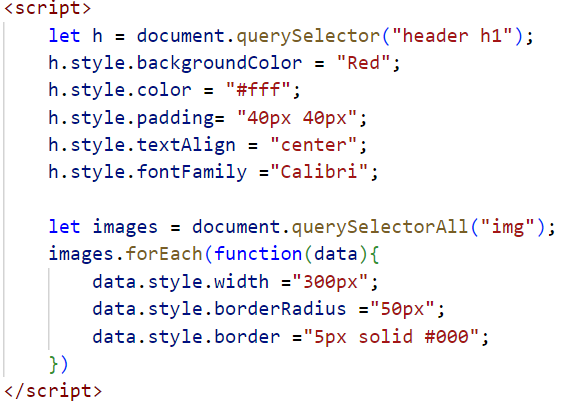 <script>
let h = document.querySelector("header h1");
h.style.backgroundColor = "Red";
h.style.color = "#fff";
h.style.padding= "40px 40px";
h.style.textAlign = "center";
h.style.fontFamily ="Calibri";
let images = document.querySelectorAll("img");
images.forEach(function(data){
data.style.width ="300px";
data.style.borderRadius ="50px";
data.style.border ="5px solid #000";
})
</script>